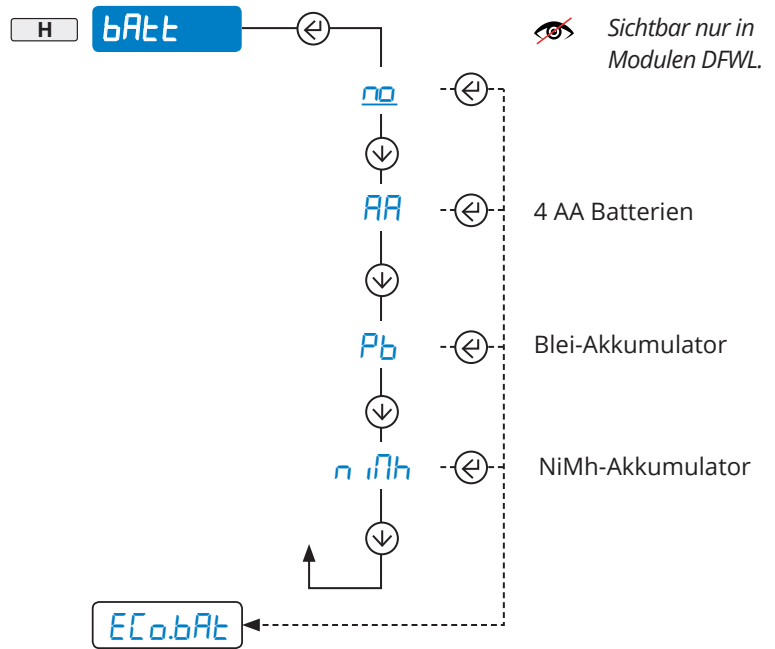 H
bAtt
Sichtbar nur in
Modulen DFWL.
no
AA
4 AA Batterien
Pb
Blei-Akkumulator
niMh
NiMh-Akkumulator
ECo.bAt